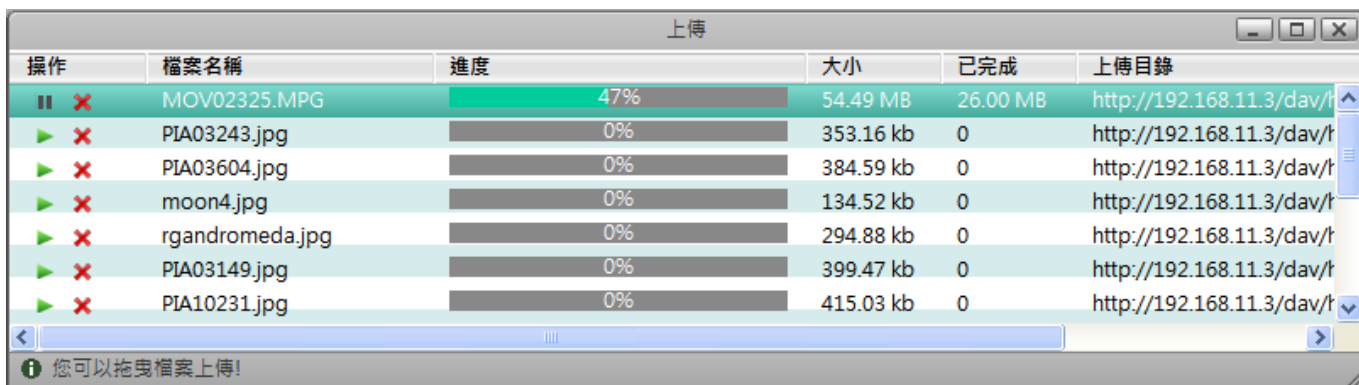 上傳
操作 檔案名稱 進度 大小 已完成 上傳目錄
MOV02325.MPG 47% 54.49 MB 26.00 MB http://192.168.11.3/dav/h
PIA03243.jpg 0% 353.16 kb 0 http://192.168.11.3/dav/h
PIA03604.jpg 0% 384.59 kb 0 http://192.168.11.3/dav/h
moon4.jpg 0% 134.52 kb 0 http://192.168.11.3/dav/h
rgandromeda.jpg 0% 294.88 kb 0 http://192.168.11.3/dav/h
PIA03149.jpg 0% 399.47 kb 0 http://192.168.11.3/dav/h
PIA10231.jpg 0% 415.03 kb 0 http://192.168.11.3/dav/h
您可以拖曳檔案上傳!